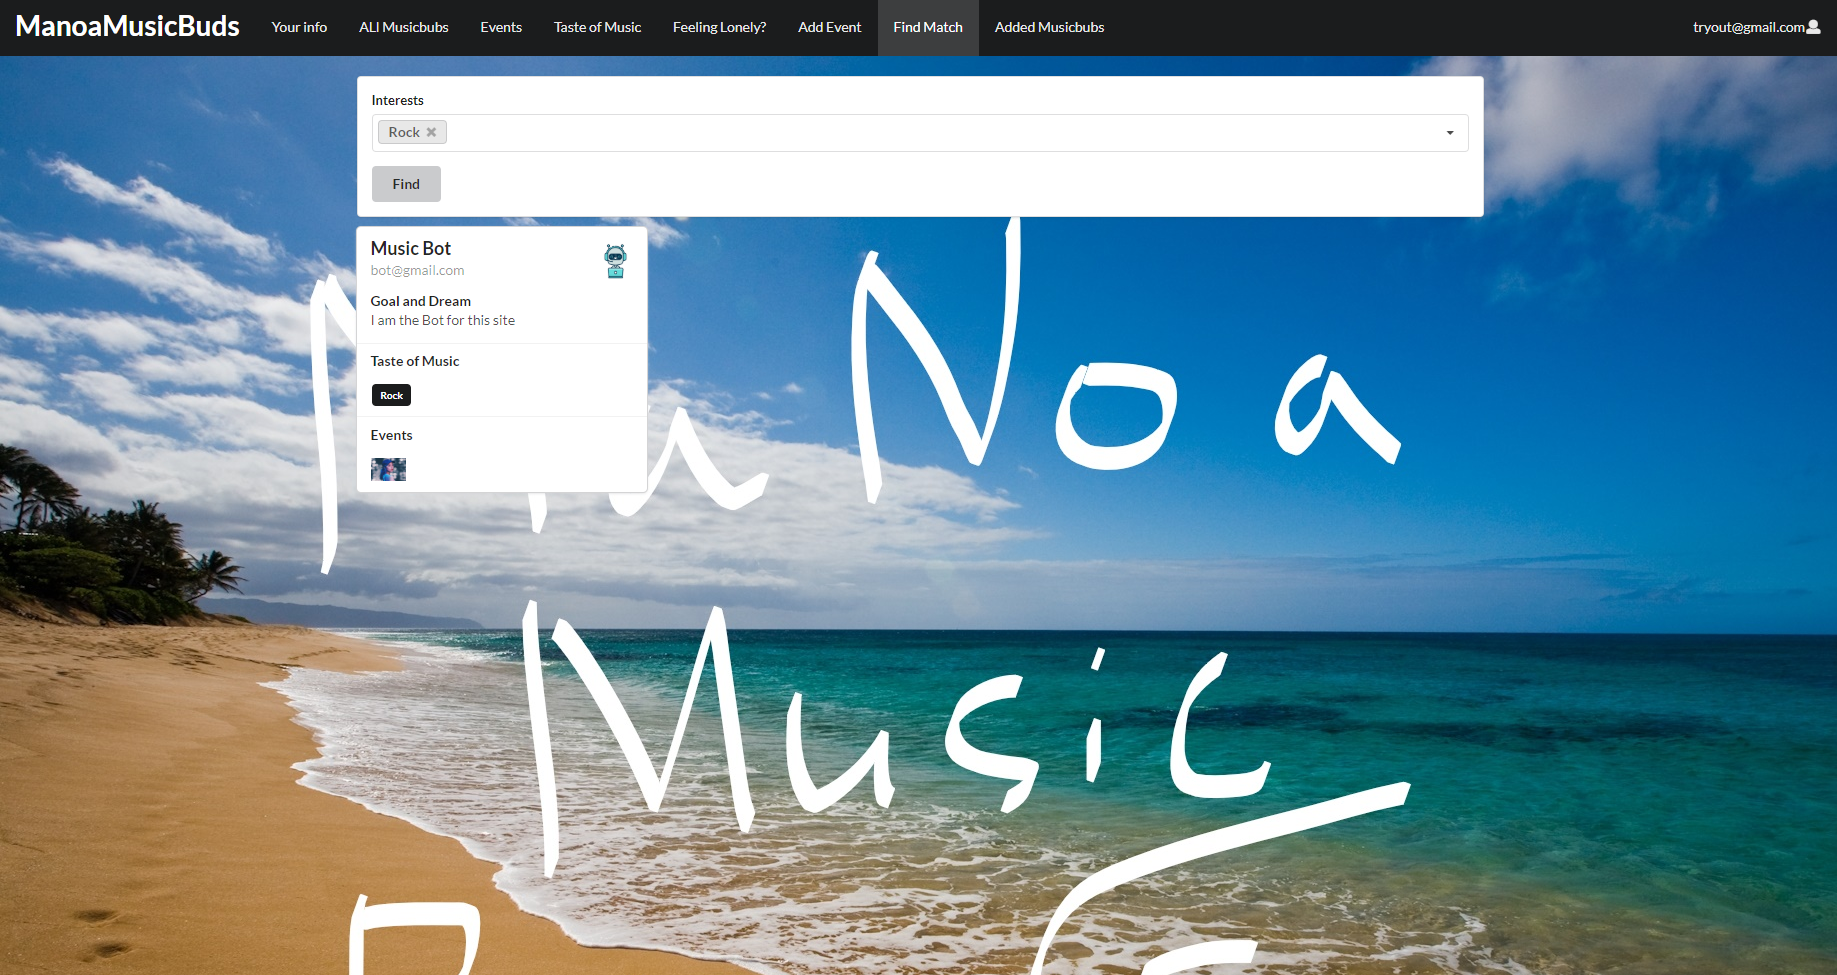 ManoaMusicBuds Your info ALl Musicbubs Events Taste of Music Feeling Lonely? Add Event Find Match Added Musicbubs tryout@gmail.com
Interests
Rock
Find
Music Bot
bot@gmail.com
Goal and Dream
I am the Bot for this site
Taste of Music
Rock
Events
Noa
Music